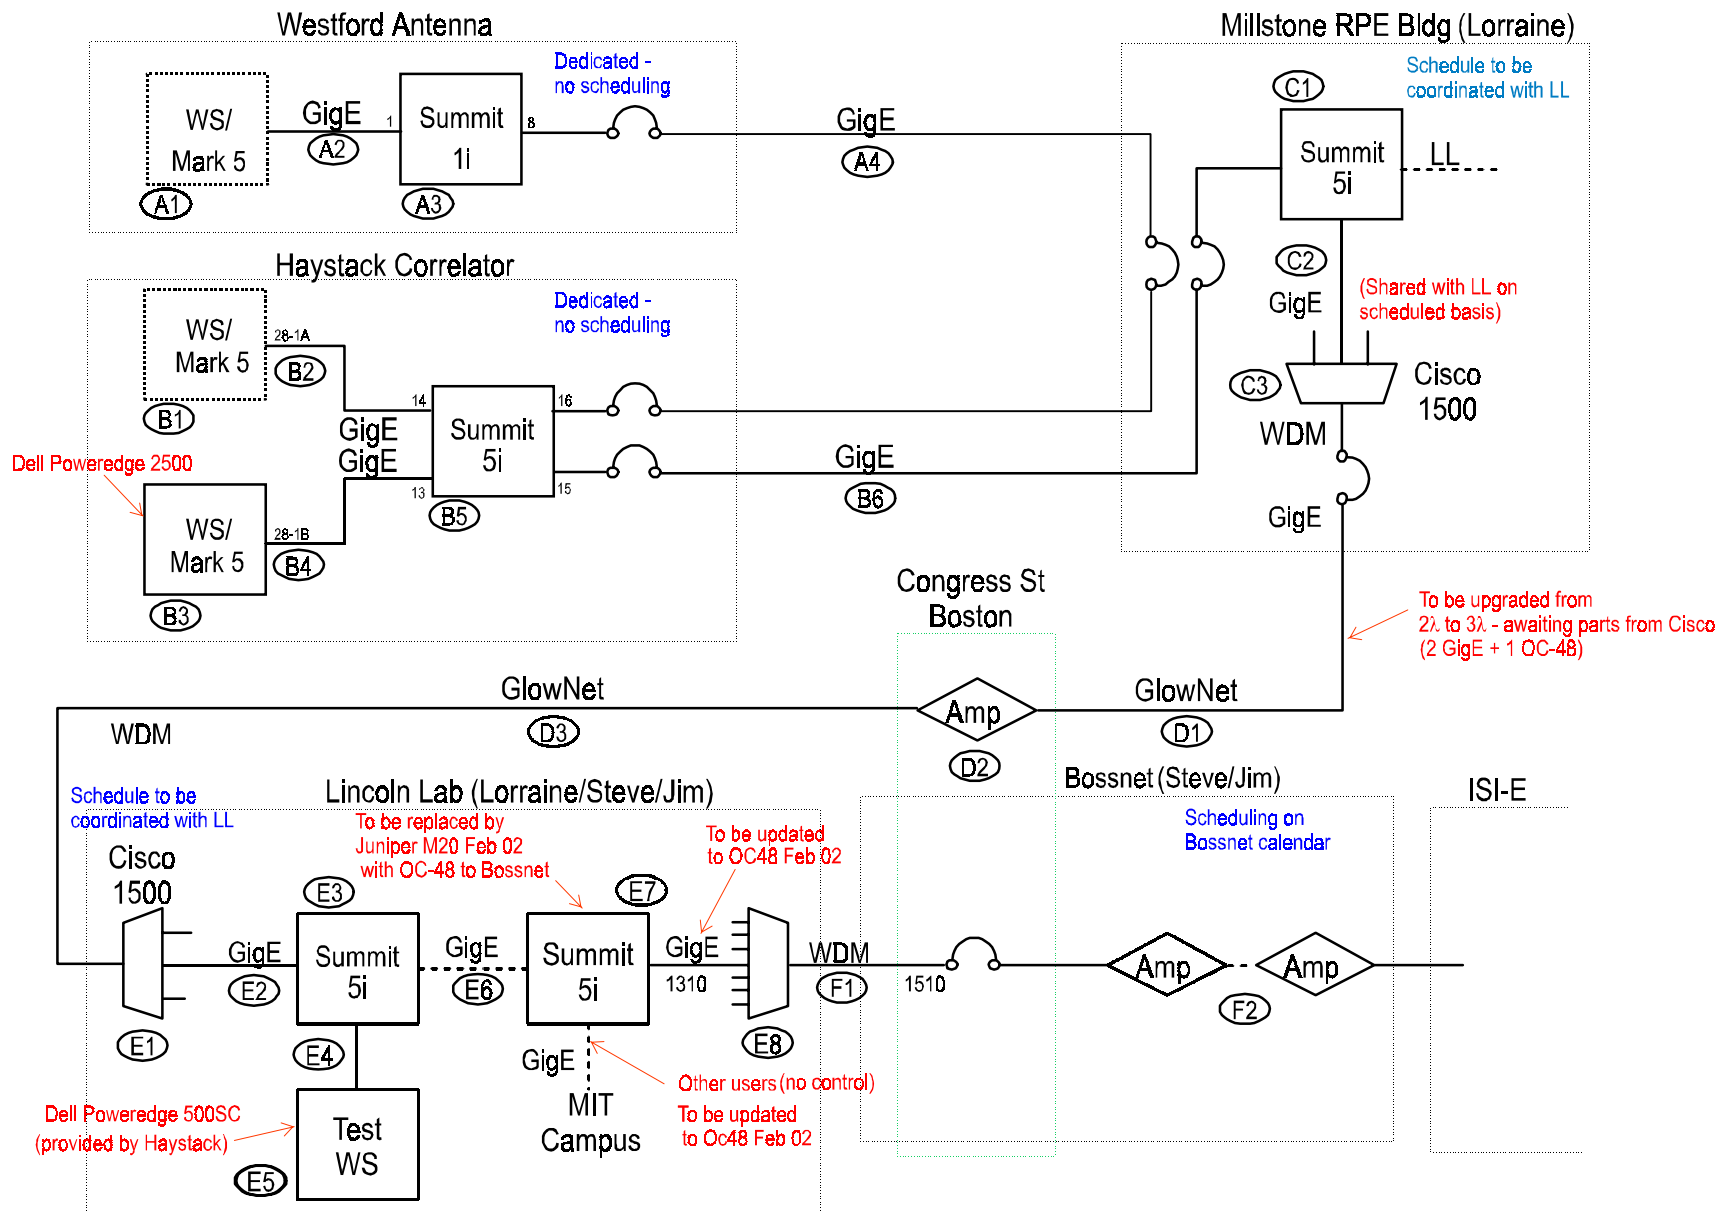 Westford Antenna
WS/
Mark 5
A1
GigE
A2
1
Summit
1i
A3
8
Dedicated -
no scheduling
GigE
A4
Millstone RPE Bldg (Lorraine)
Schedule to be
coordinated with LL
C1
Summit
5i
LL
C2
GigE
(Shared with LL on
scheduled basis)
C3
Cisco
1500
WDM
GigE
Haystack Correlator
WS/
Mark 5
B1
28-1A
B2
14
GigE
GigE
13
Summit
5i
B5
16
15
Dedicated -
no scheduling
GigE
B6
Dell Poweredge 2500
WS/
Mark 5
B3
28-1B
B4
Congress St
Boston
To be upgraded from
2λ to 3λ - awaiting parts from Cisco
(2 GigE + 1 OC-48)
GlowNet
D3
Amp
D2
GlowNet
D1
WDM
Lincoln Lab (Lorraine/Steve/Jim)
Schedule to be
coordinated with LL
Cisco
1500
E1
GigE
E2
E3
Summit
5i
E4
GigE
E6
To be replaced by
Juniper M20 Feb 02
with OC-48 to Bossnet
E7
Summit
5i
To be updated
to OC48 Feb 02
GigE
1310
E8
WDM
F1
1510
Bossnet (Steve/Jim)
Scheduling on
Bossnet calendar
Amp
Amp
F2
ISI-E
GigE
MIT
Campus
Other users (no control)
To be updated
to Oc48 Feb 02
Dell Poweredge 500SC
(provided by Haystack)
Test
WS
E5